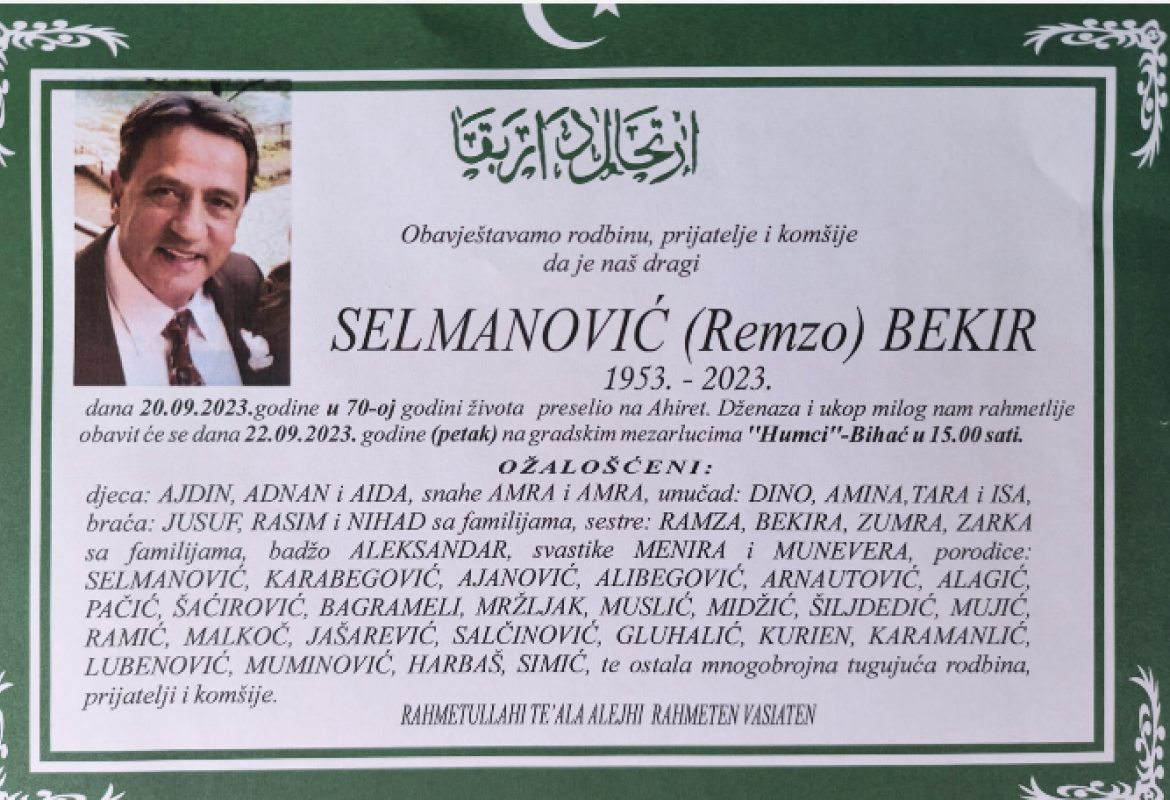 ارتحال دار بقا
Obavještavamo rodbinu, prijatelje i komšije
da je naš dragi
SELMANOVIĆ (Remzo) BEKIR
1953. - 2023.
dana 20.09.2023.godine u 70-oj godini života preselio na Ahiret. Dženaza i ukop milog nam rahmetlije
obavit će se dana 22.09.2023. godine (petak) na gradskim mezarlucima "Humci"-Bihać u 15.00 sati.
OŽALOŠĆENI:
djeca: AJDIN, ADNAN i AIDA, snahe AMRA i AMRA, unučad: DINO, AMINA,TARA i ISA,
braća: JUSUF, RASIM i NIHAD sa familijama, sestre: RAMZA, BEKIRA, ZUMRA, ZARKA
sa familijama, badžo ALEKSANDAR, svastike MENIRA i MUNEVERA, porodice:
SELMANOVIĆ, KARABEGOVIĆ, AJANOVIĆ, ALIBEGOVIĆ, ARNAUTOVIĆ, ALAGIĆ,
PAČIĆ, ŠAĆIROVIĆ, BAGRAMELI, MRŽLJAK, MUSLIĆ, MIDŽIĆ, ŠILJDEDIĆ, MUJIĆ,
RAMIĆ, MALKOČ, JAŠAREVIĆ, SALČINOVIĆ, GLUHALIĆ, KURIEN, KARAMANLIĆ,
LUBENOVIĆ, MUMINOVIĆ, HARBAŠ, SIMIĆ, te ostala mnogobrojna tugujuća rodbina,
prijatelji i komšije.
RAHMETULLAHI TE'ALA ALEJHI RAHMETEN VASIATEN